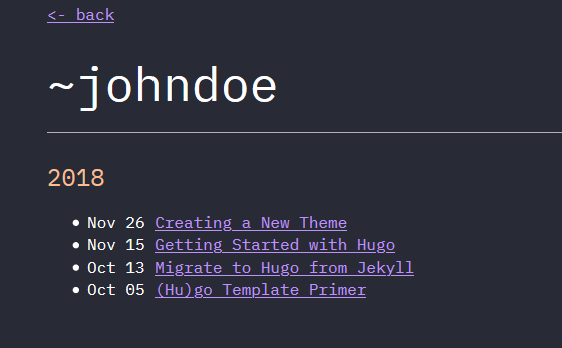 <- back
~johndoe
2018
• Nov 26 Creating a New Theme
• Nov 15 Getting Started with Hugo
• Oct 13 Migrate to Hugo from Jekyll
• Oct 05 (Hu)go Template Primer